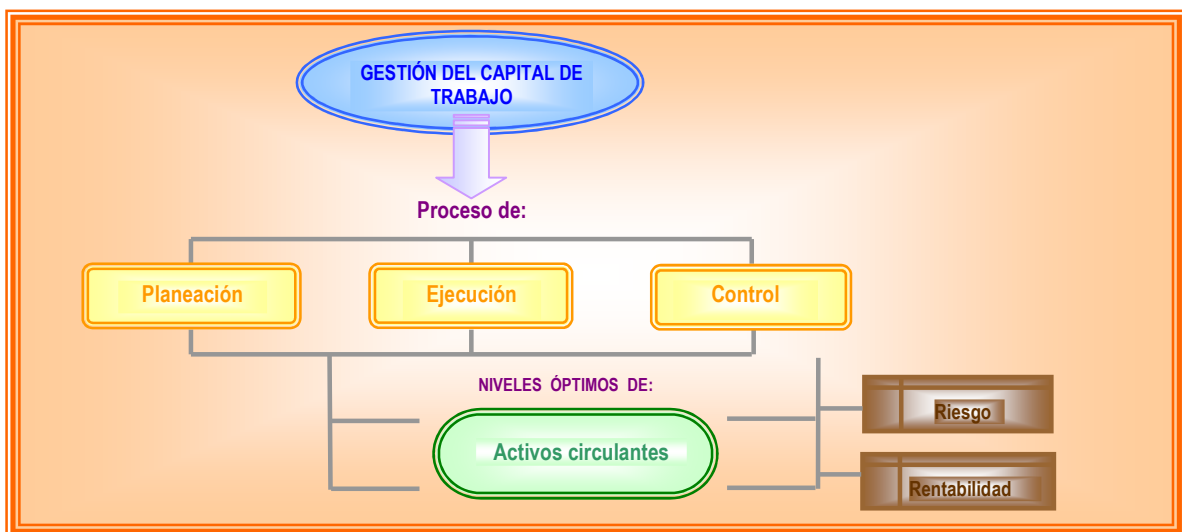 GESTIÓN DEL CAPITAL DE
TRABAJO
Proceso de:
Planeación
Ejecución
Control
NIVELES ÓPTIMOS DE:
Activos circulantes
Riesgo
Rentabilidad